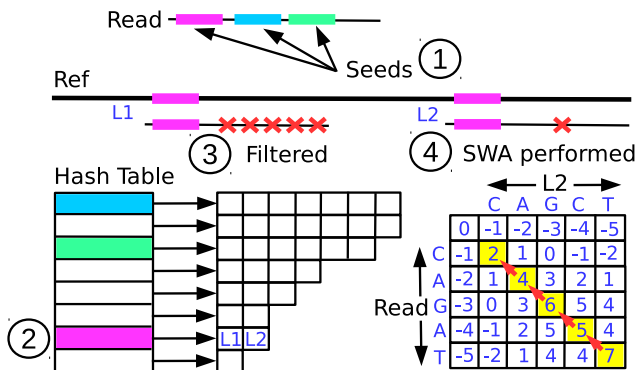 Read
Seeds
1
Ref
L1
L2
3 Filtered
4 SWA performed
Hash Table
2
L1 L2
L2
C A G C T
0 -1 -2 -3 -4 -5
C -1 2 1 0 -1 -2
A -2 1 4 3 2 1
Read
G -3 0 3 6 5 4
A -4 -1 2 5 5 4
T -5 -2 1 4 4 7